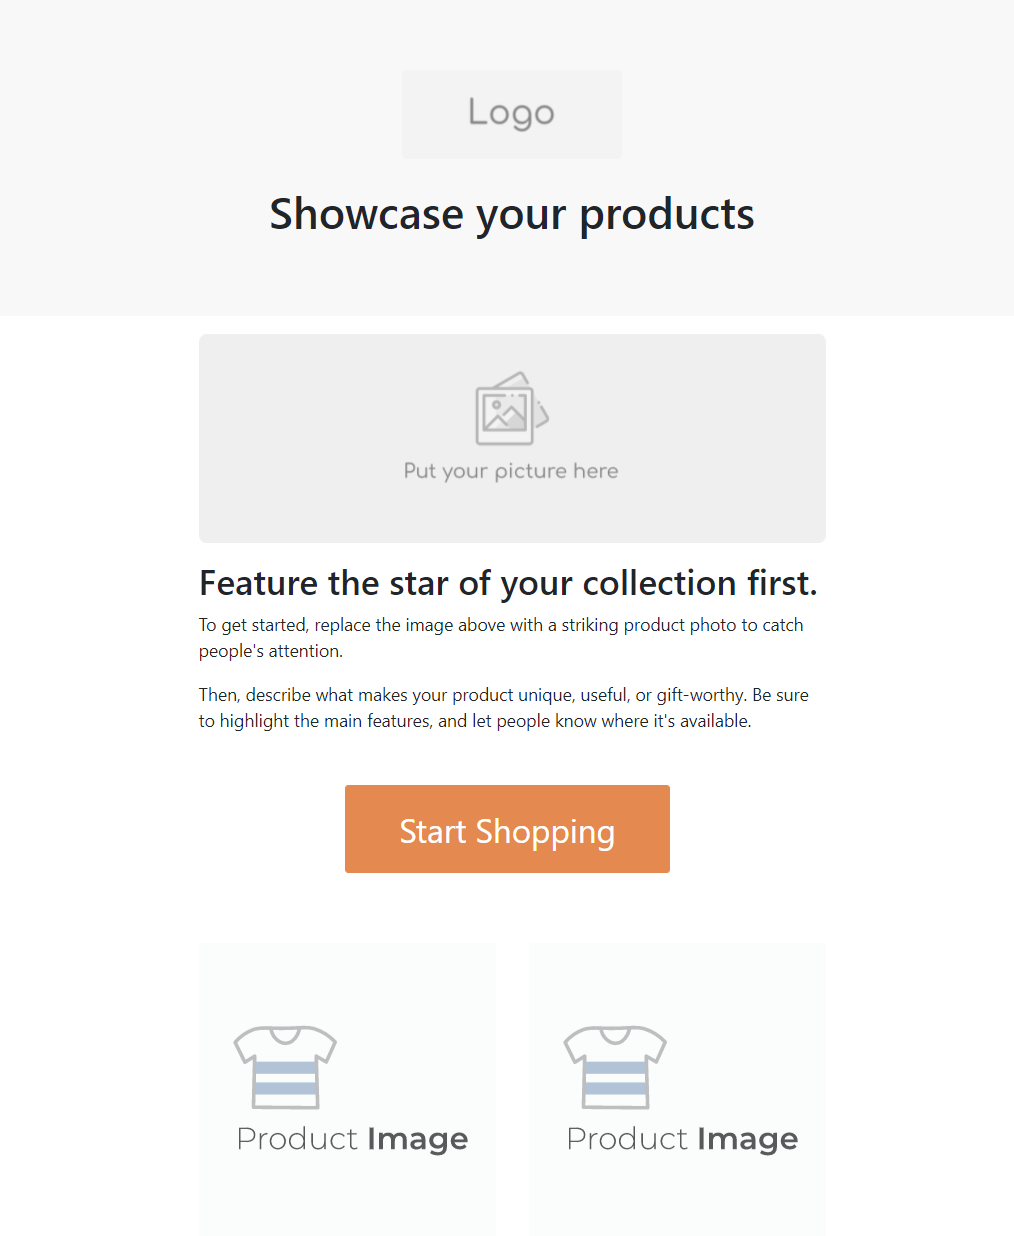 Logo
Showcase your products
Put your picture here
Feature the star of your collection first.
To get started, replace the image above with a striking product photo to catch
people's attention.
Then, describe what makes your product unique, useful, or gift-worthy. Be sure
to highlight the main features, and let people know where it's available.
Start Shopping
Product Image
Product Image